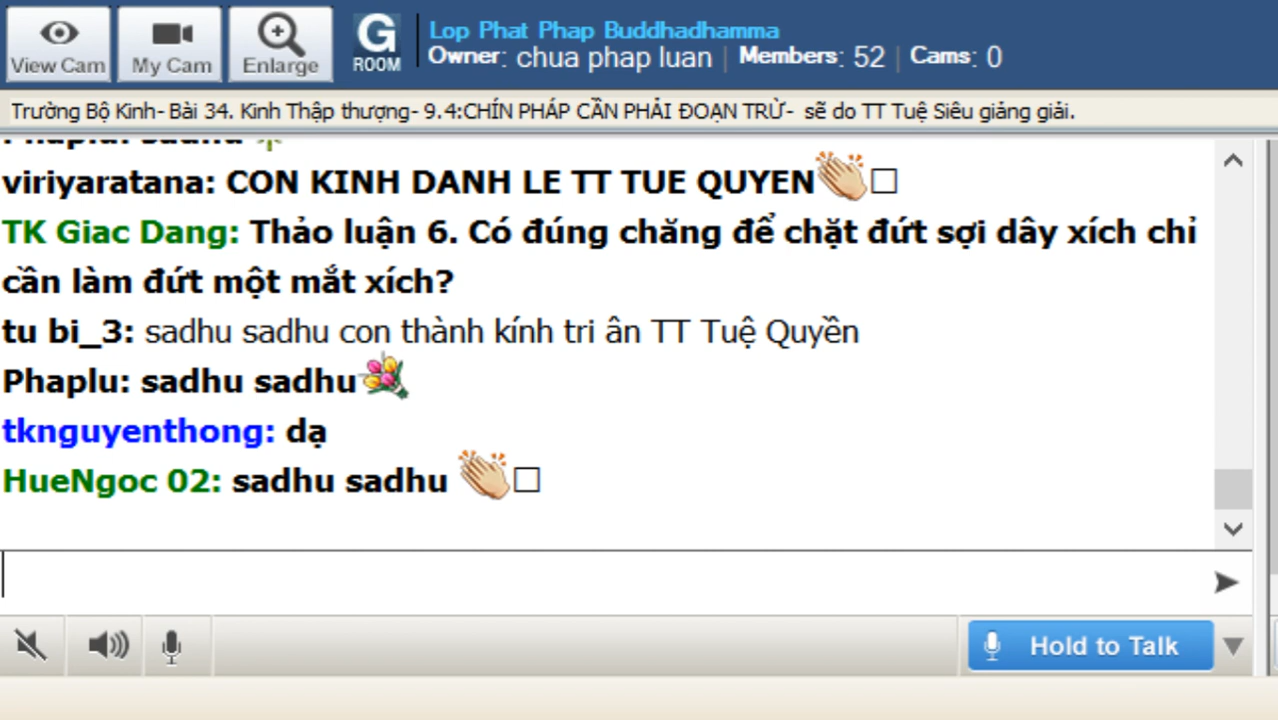 View Cam
My Cam
Enlarge
G
ROOM
Lop Phat Phap Buddhadhamma
Owner: chua phap luan | Members: 52 | Cams: 0
Trường Bộ Kinh- Bài 34. Kinh Thập thượng- 9.4:CHÍN PHÁP CẦN PHẢI ĐOẠN TRỪ- sẽ do TT Tuệ Siêu giảng giải.
Phaplu: sadhu
viriyaratana: CON KINH DANH LE TT TUE QUYEN
TK Giac Dang: Thảo luận 6. Có đúng chăng để chặt đứt sợi dây xích chỉ
cần làm đứt một mắt xích?
tu bi_3: sadhu sadhu con thành kính tri ân TT Tuệ Quyền
Phaplu: sadhu sadhu
tknguyenthong: dạ
HueNgoc 02: sadhu sadhu
Hold to Talk